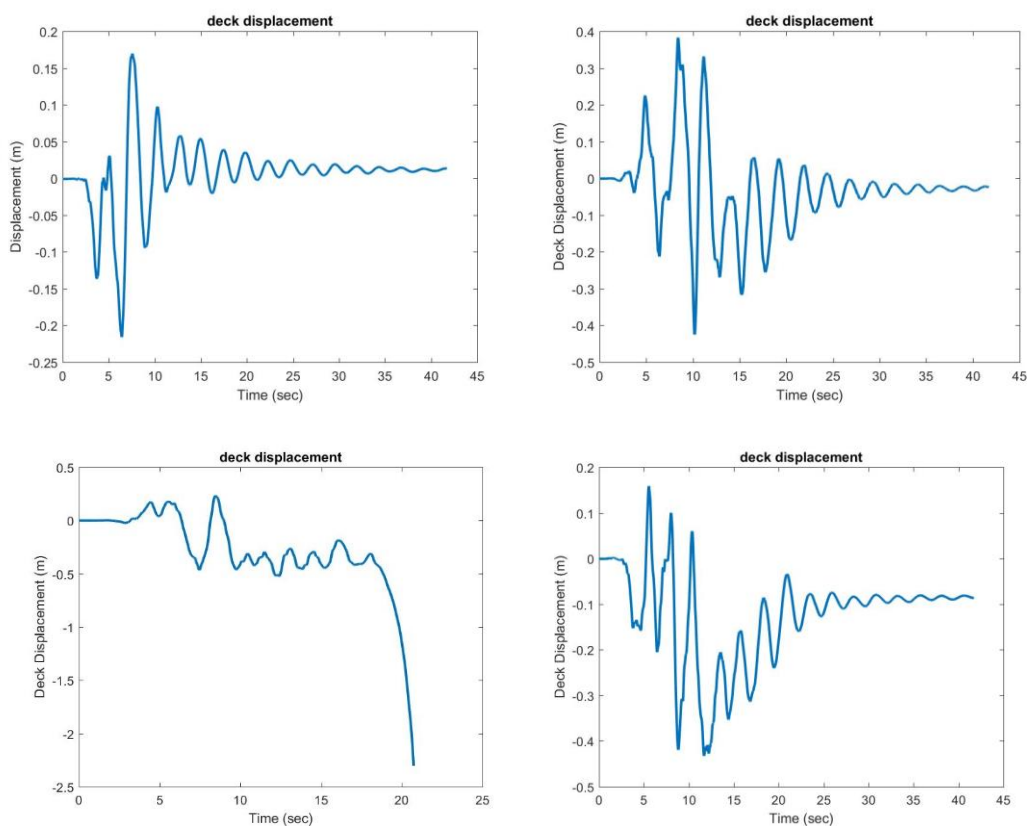 deck displacement
0.2
0.15
0.1
0.05
0
-0.05
-0.1
-0.15
-0.2
-0.25
Displacement (m)
0 5 10 15 20 25 30 35 40 45
Time (sec)
deck displacement
0.4
0.3
0.2
0.1
0
-0.1
-0.2
-0.3
-0.4
-0.5
Deck Displacement (m)
0 5 10 15 20 25 30 35 40 45
Time (sec)
deck displacement
0.5
0
-0.5
-1
-1.5
-2
-2.5
Deck Displacement (m)
0 5 10 15 20 25
Time (sec)
deck displacement
0.2
0.1
0
-0.1
-0.2
-0.3
-0.4
-0.5
Deck Displacement (m)
0 5 10 15 20 25 30 35 40 45
Time (sec)